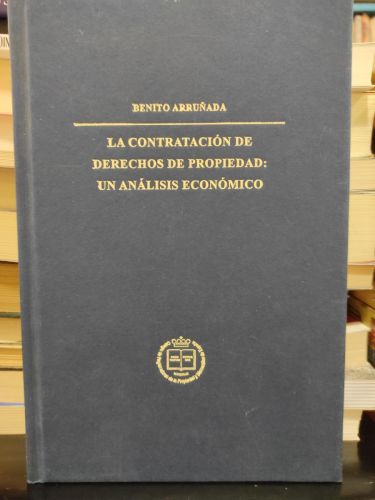 BENITO ARRUÑADA
LA CONTRATACIÓN DE
DERECHOS DE PROPIEDAD:
UN ANÁLISIS ECONÓMICO